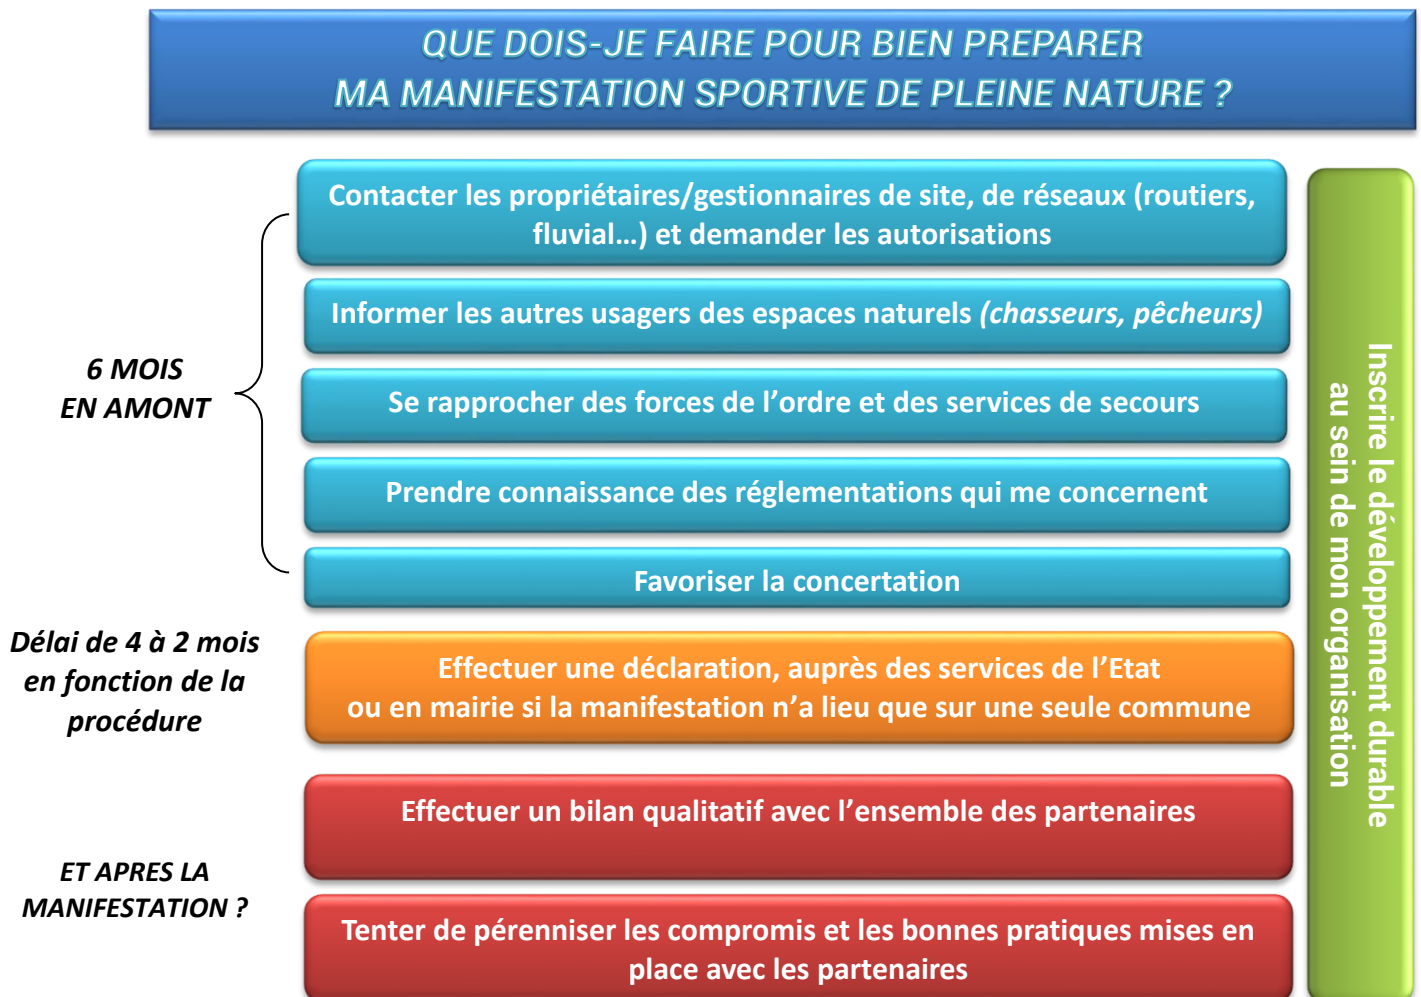 QUE DOIS-JE FAIRE POUR BIEN PREPARER
MA MANIFESTATION SPORTIVE DE PLEINE NATURE ?
6 MOIS
EN AMONT
Contacter les propriétaires/gestionnaires de site, de réseaux (routiers,
fluvial…) et demander les autorisations
Informer les autres usagers des espaces naturels (chasseurs, pêcheurs)
Se rapprocher des forces de l’ordre et des services de secours
Prendre connaissance des réglementations qui me concernent
Favoriser la concertation
Délai de 4 à 2 mois
en fonction de la
procédure
Effectuer une déclaration, auprès des services de l’Etat
ou en mairie si la manifestation n’a lieu que sur une seule commune
ET APRES LA
MANIFESTATION ?
Effectuer un bilan qualitatif avec l’ensemble des partenaires
Tenter de pérenniser les compromis et les bonnes pratiques mises en
place avec les partenaires
Inscrire le développement durable
au sein de mon organisation